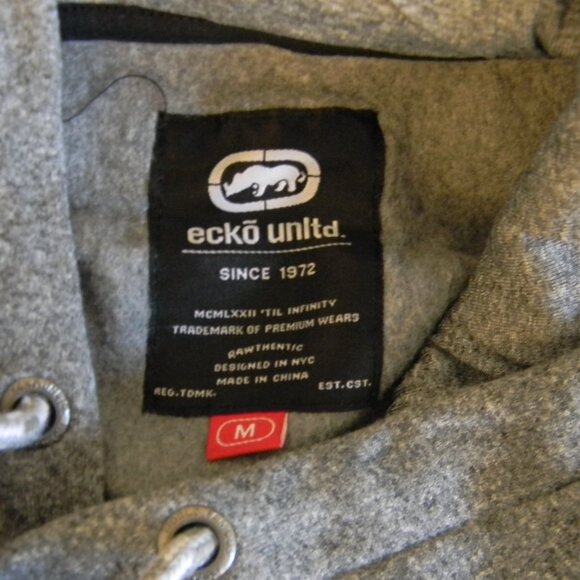 eckō unltd.
SINCE 1972
MCMLXXII 'TIL INFINITY
TRADEMARK OF PREMIUM WEARS
RAWTHENTIC
DESIGNED IN NYC
MADE IN CHINA
REG.TDMK. EST.CST.
M